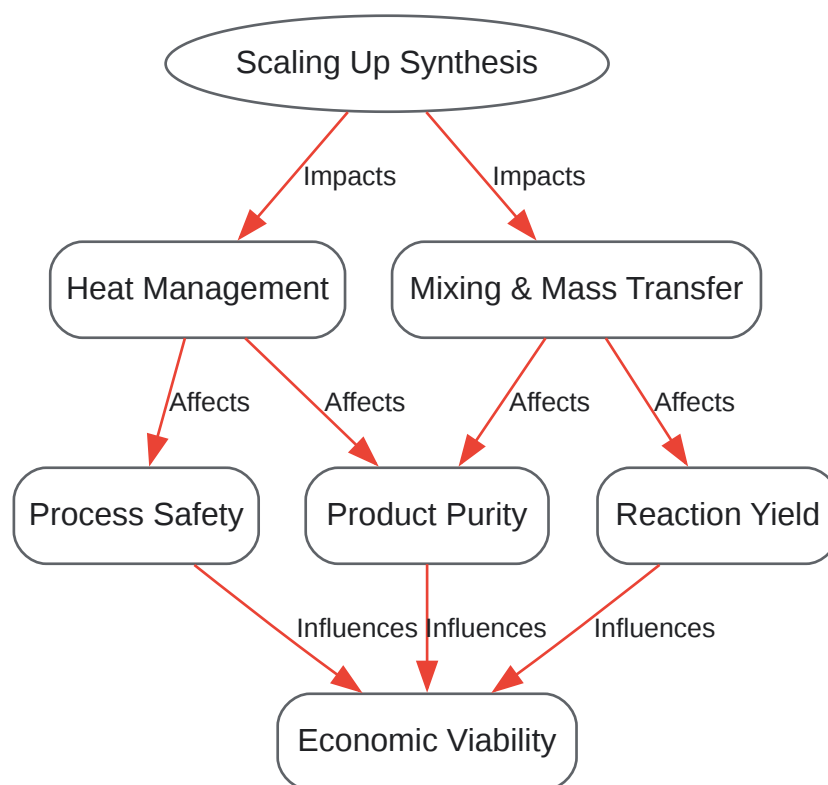 Scaling Up Synthesis
Impacts
Impacts
Heat Management
Mixing & Mass Transfer
Affects
Affects
Affects
Affects
Process Safety
Product Purity
Reaction Yield
Influences
Influences
Influences
Economic Viability